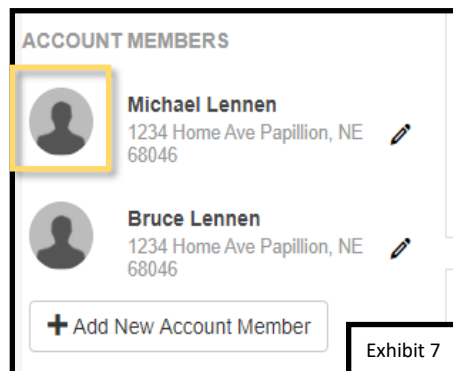 ACCOUNT MEMBERS
Michael Lennen
1234 Home Ave Papillion, NE
68046
Bruce Lennen
1234 Home Ave Papillion, NE
68046
+ Add New Account Member
Exhibit 7